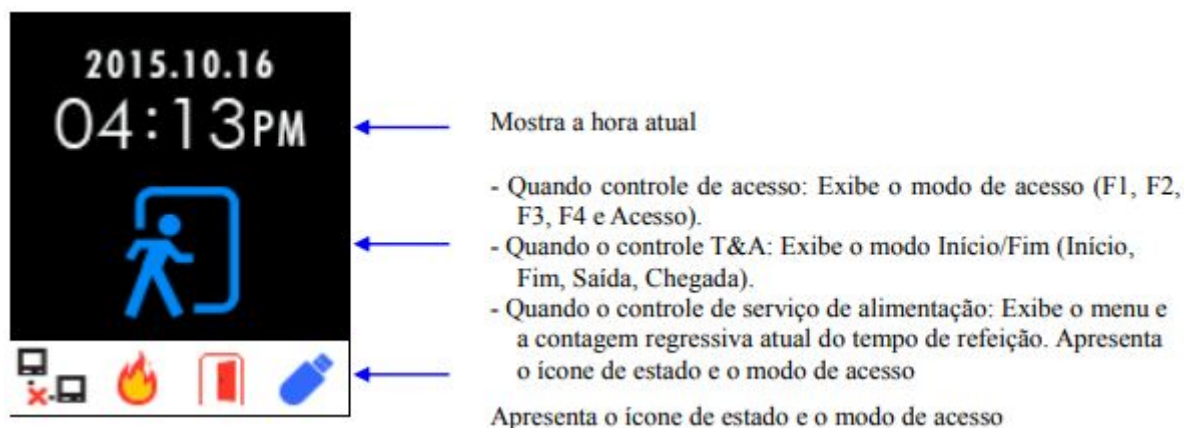 2015.10.16
04:13PM
Mostra a hora atual
- Quando controle de acesso: Exibe o modo de acesso (F1, F2,
F3, F4 e Acesso).
- Quando o controle T&A: Exibe o modo Início/Fim (Início,
Fim, Saída, Chegada).
- Quando o controle de serviço de alimentação: Exibe o menu e
a contagem regressiva atual do tempo de refeição. Apresenta
o ícone de estado e o modo de acesso
Apresenta o ícone de estado e o modo de acesso